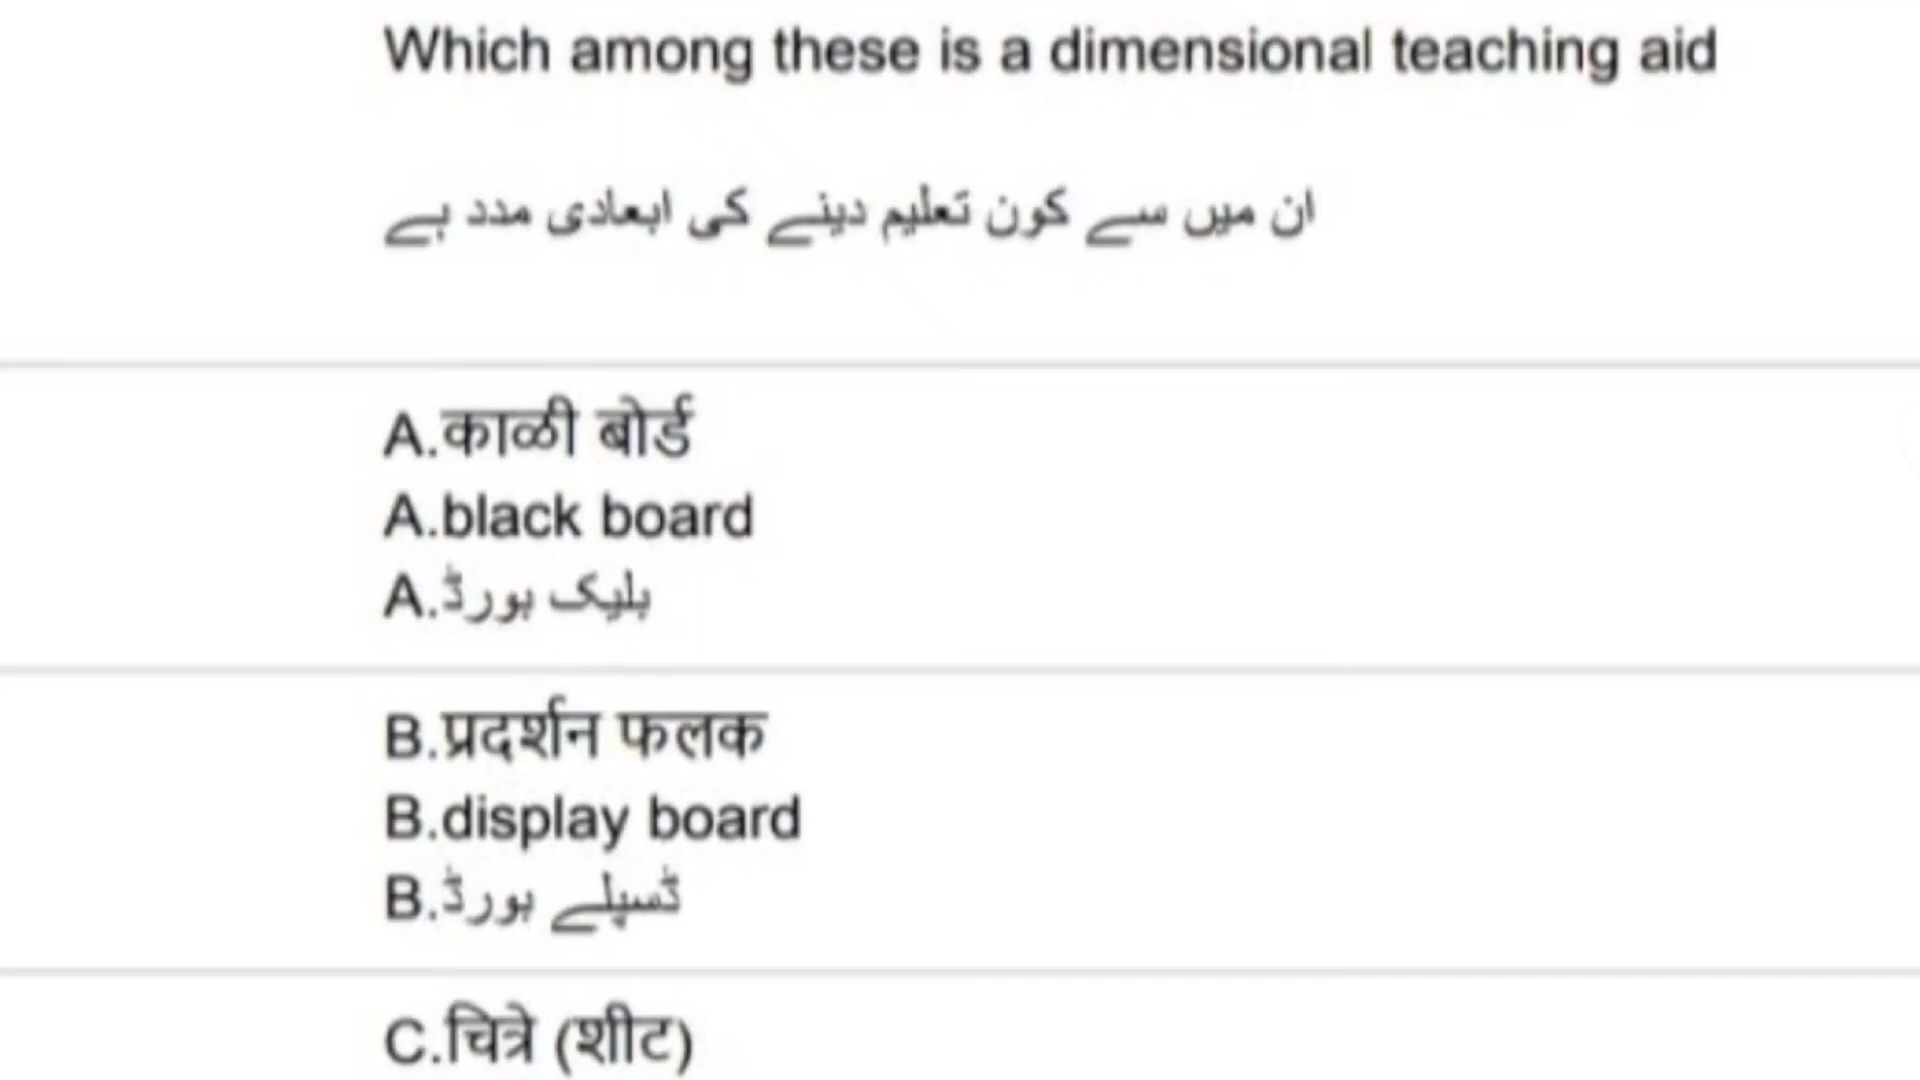 Which among these is a dimensional teaching aid
ان میں سے کون تعلیم دینے کی ابعادی مدد ہے
A.काळी बोर्ड
A.black board
A.بلیک بورڈ
B.प्रदर्शन फलक
B.display board
B.ڈسپلے بورڈ
C.चित्रे (शीट)